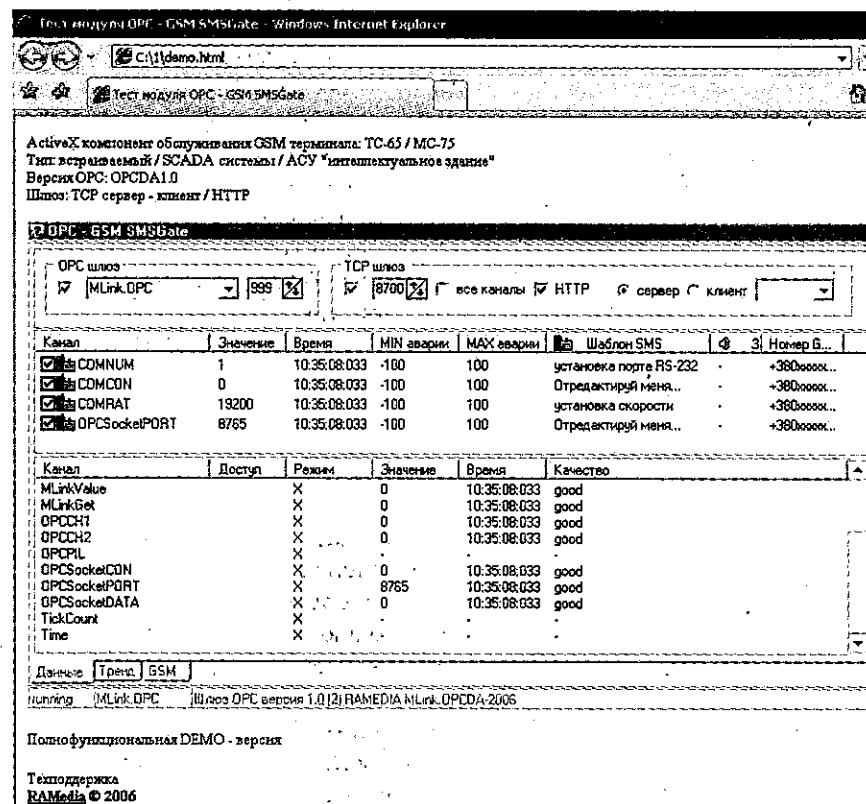 Тест модуля OPC - GSM SMSGate - Windows Internet Explorer
C:\1\demo.html
Тест модуля OPC - GSM SMSGate
ActiveX компонент обслуживания GSM терминала: TC-65 / MC-75
Тип: встраиваемый / SCADA системы / АСУ "интеллектуальное здание"
Версия OPC: OPCDA1.0
Шлюз: TCP сервер - клиент / HTTP
OPC - GSM SMSGate
OPC шлюз TCP шлюз
MLink.OPC 999 8700 все каналы HTTP сервер клиент
Канал Значение Время MIN аварии MAX аварии Шаблон SMS З Номер G...
COMNUM 1 10:35:08:033 -100 100 установка порта RS-232 - +380xxxxx...
COMCON 0 10:35:08:033 -100 100 Отредактируй меня... - +380xxxxx...
COMRAT 19200 10:35:08:033 -100 100 установка скорости - +380xxxxx...
OPCSocketPORT 8765 10:35:08:033 -100 100 Отредактируй меня... - +380xxxxx...
Канал Доступ Режим Значение Время Качество
MLinkValue X 0 10:35:08:033 good
MLinkGet X 0 10:35:08:033 good
OPCCH1 X 0 10:35:08:033 good
OPCCH2 X 0 10:35:08:033 good
OPCPIL X - - -
OPCSocketCON X 0 10:35:08:033 good
OPCSocketPORT X 8765 10:35:08:033 good
OPCSocketDATA X 0 10:35:08:033 good
TickCount X - - -
Time X - - -
Данные Тренд GSM
running MLink.OPC Шлюз OPC версия 1.0 [2] RAMEDIA MLink.OPCDA-2006
Полнофункциональная DEMO - версия
Техподдержка
RAMedia © 2006